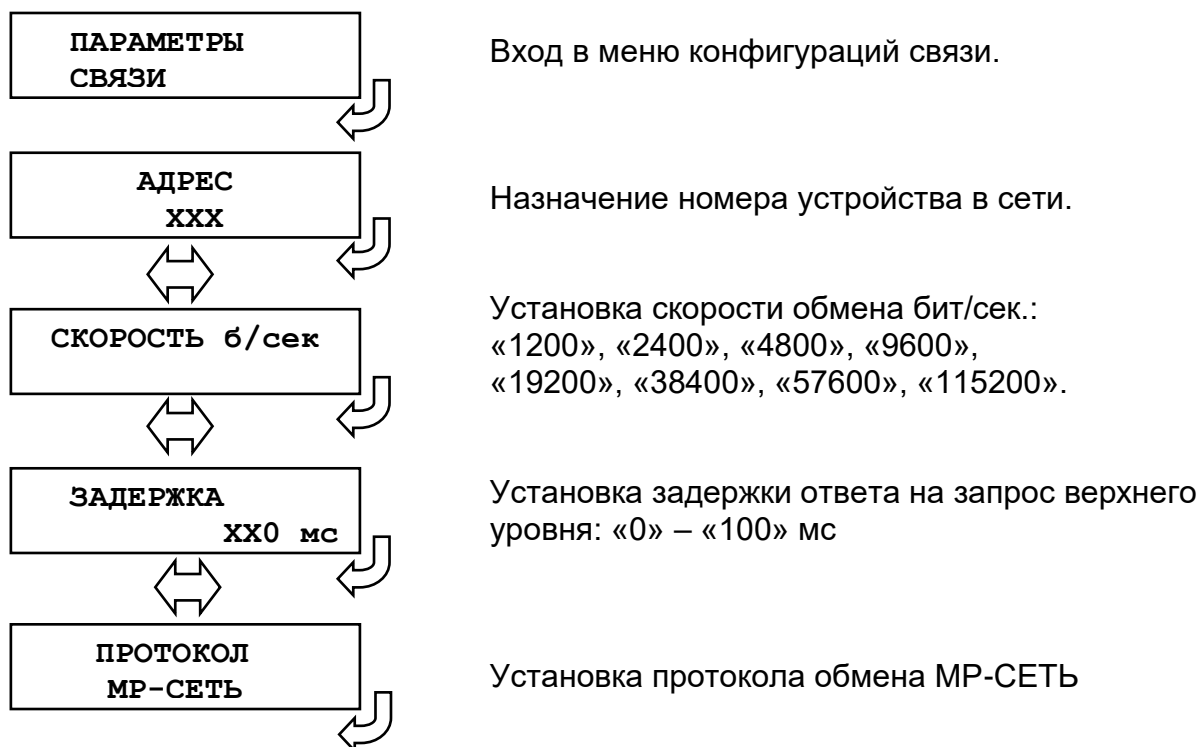 ПАРАМЕТРЫ
СВЯЗИ
Вход в меню конфигураций связи.
АДРЕС
XXX
Назначение номера устройства в сети.
СКОРОСТЬ б/сек
Установка скорости обмена бит/сек.:
«1200», «2400», «4800», «9600»,
«19200», «38400», «57600», «115200».
ЗАДЕРЖКА
XX0 мс
Установка задержки ответа на запрос верхнего
уровня: «0» – «100» мс
ПРОТОКОЛ
МР-СЕТЬ
Установка протокола обмена МР-СЕТЬ